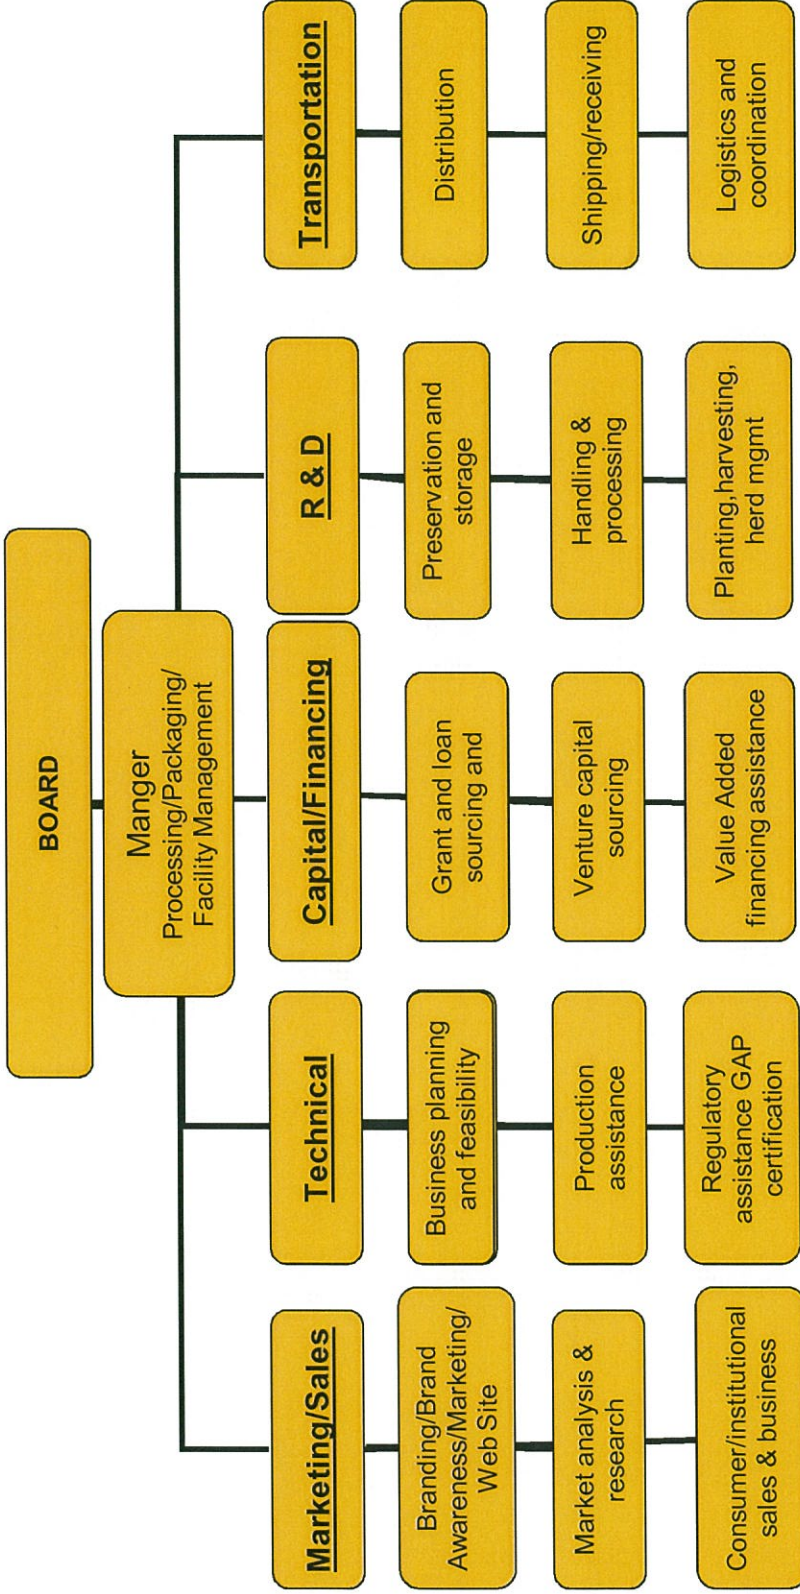 BOARD
Manger
Processing/Packaging/
Facility Management
Marketing/Sales
Branding/Brand
Awareness/Marketing/
Web Site
Market analysis &
research
Consumer/institutional
sales & business
Technical
Business planning
and feasibility
Production
assistance
Regulatory
assistance GAP
certification
Capital/Financing
Grant and loan
sourcing and
Venture capital
sourcing
Value Added
financing assistance
R & D
Preservation and
storage
Handling &
processing
Planting,harvesting,
herd mgmt
Transportation
Distribution
Shipping/receiving
Logistics and
coordination